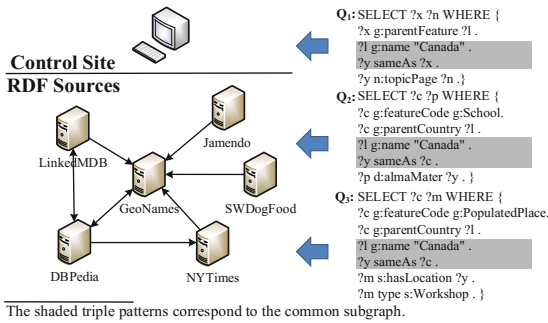 Control Site
RDF Sources
LinkedMDB
Jamendo
GeoNames
SWDogFood
DBPedia
NYTimes
Q1: SELECT ?x ?n WHERE {
?x g:parentFeature ?l .
?l g:name "Canada" .
?y sameAs ?x .
?y n:topicPage ?n .}
Q2: SELECT ?c ?p WHERE {
?c g:featureCode g:School.
?c g:parentCountry ?l .
?l g:name "Canada" .
?y sameAs ?c .
?p d:almaMater ?y . }
Q3: SELECT ?c ?m WHERE {
?c g:featureCode g:PopulatedPlace.
?c g:parentCountry ?l .
?l g:name "Canada" .
?y sameAs ?c .
?m s:hasLocation ?y .
?m type s:Workshop . }
The shaded triple patterns correspond to the common subgraph.